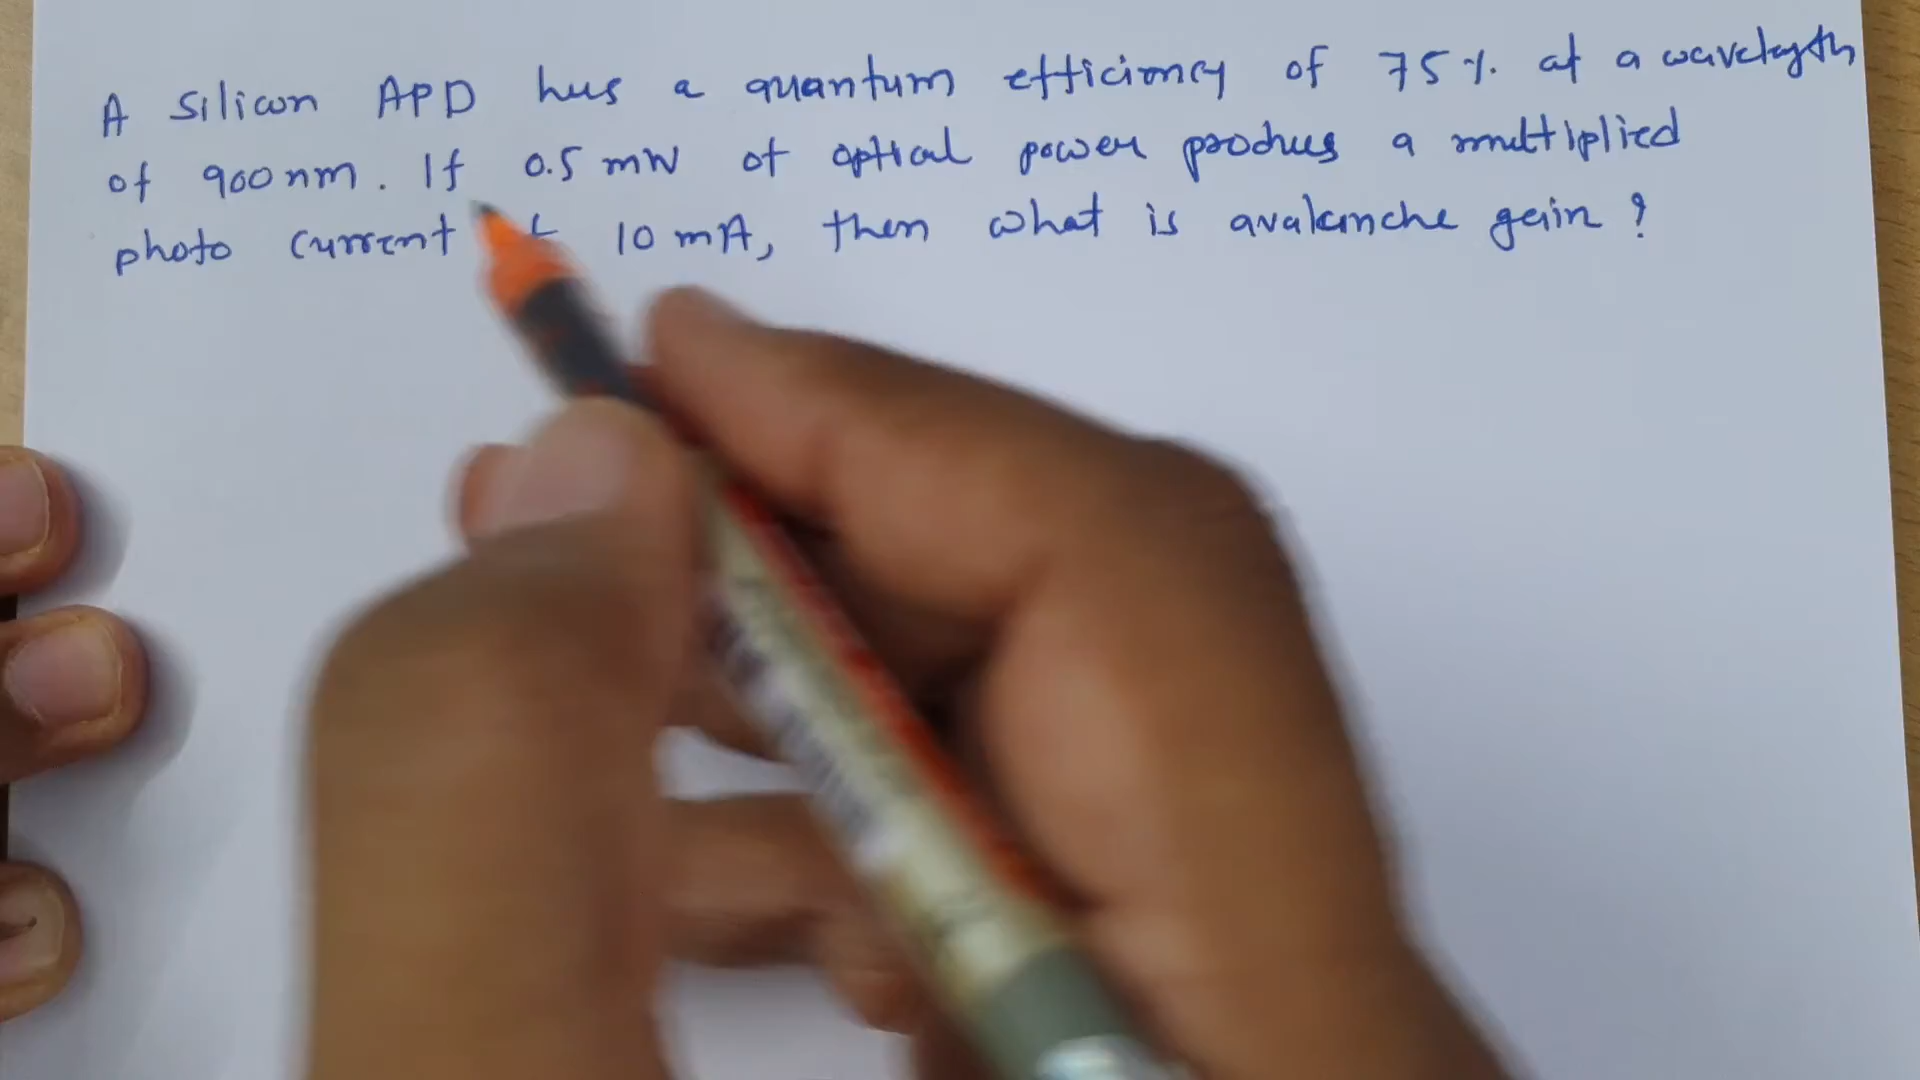 A silicon APD has a quantum efficiency of 75% at a wavelength
of 900nm. If 0.5 mW of optical power produces a multiplied
photo current 10 mA, then what is avalanche gain?